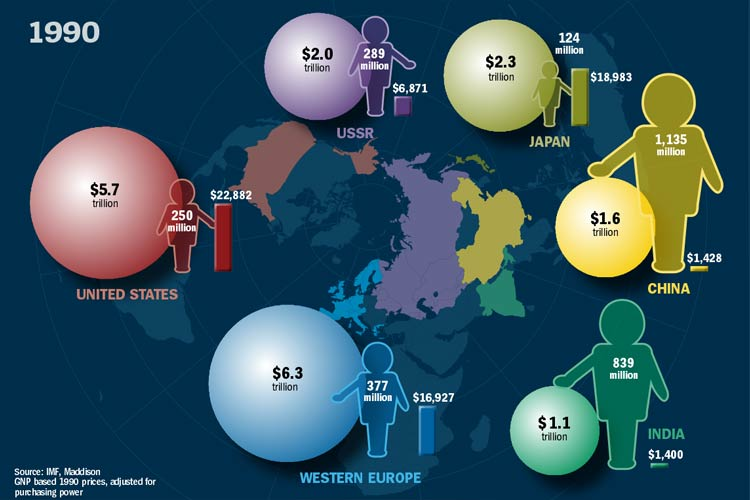 1990
$2.0
trillion
289
million
$6,871
USSR
$2.3
trillion
124
million
$18,983
JAPAN
1,135
million
$1.6
trillion
$1,428
CHINA
$5.7
trillion
250
million
$22,882
UNITED STATES
$6.3
trillion
377
million
$16,927
WESTERN EUROPE
839
million
$1.1
trillion
INDIA
$1,400
Source: IMF, Maddison
GNP based 1990 prices, adjusted for
purchasing power